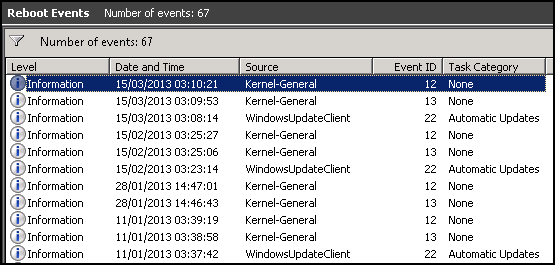 Reboot Events Number of events: 67
Number of events: 67
Level Date and Time Source Event ID Task Category
Information 15/03/2013 03:10:21 Kernel-General 12 None
Information 15/03/2013 03:09:53 Kernel-General 13 None
Information 15/03/2013 03:08:14 WindowsUpdateClient 22 Automatic Updates
Information 15/02/2013 03:25:27 Kernel-General 12 None
Information 15/02/2013 03:25:06 Kernel-General 13 None
Information 15/02/2013 03:23:14 WindowsUpdateClient 22 Automatic Updates
Information 28/01/2013 14:47:01 Kernel-General 12 None
Information 28/01/2013 14:46:43 Kernel-General 13 None
Information 11/01/2013 03:39:19 Kernel-General 12 None
Information 11/01/2013 03:38:58 Kernel-General 13 None
Information 11/01/2013 03:37:42 WindowsUpdateClient 22 Automatic Updates